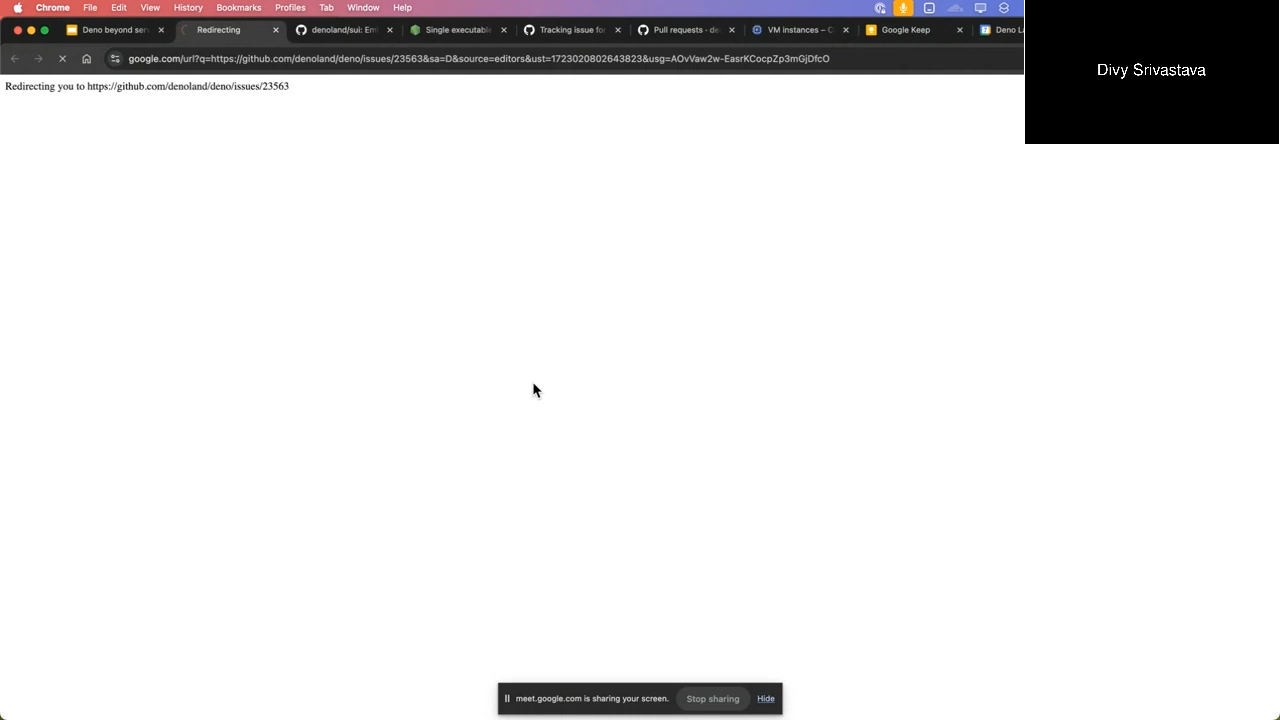 Chrome File Edit View History Bookmarks Profiles Tab Window Help
Deno beyond ser
Redirecting
denoland/sui: Em
Single executable
Tracking issue for
Pull requests - de
VM instances – C
Google Keep
Deno L
google.com/url?q=https://github.com/denoland/deno/issues/23563&sa=D&source=editors&ust=1723020802643823&usg=AOvVaw2w-EasrKCocpZp3mGjDfcO
Redirecting you to https://github.com/denoland/deno/issues/23563
Divy Srivastava
meet.google.com is sharing your screen. Stop sharing Hide